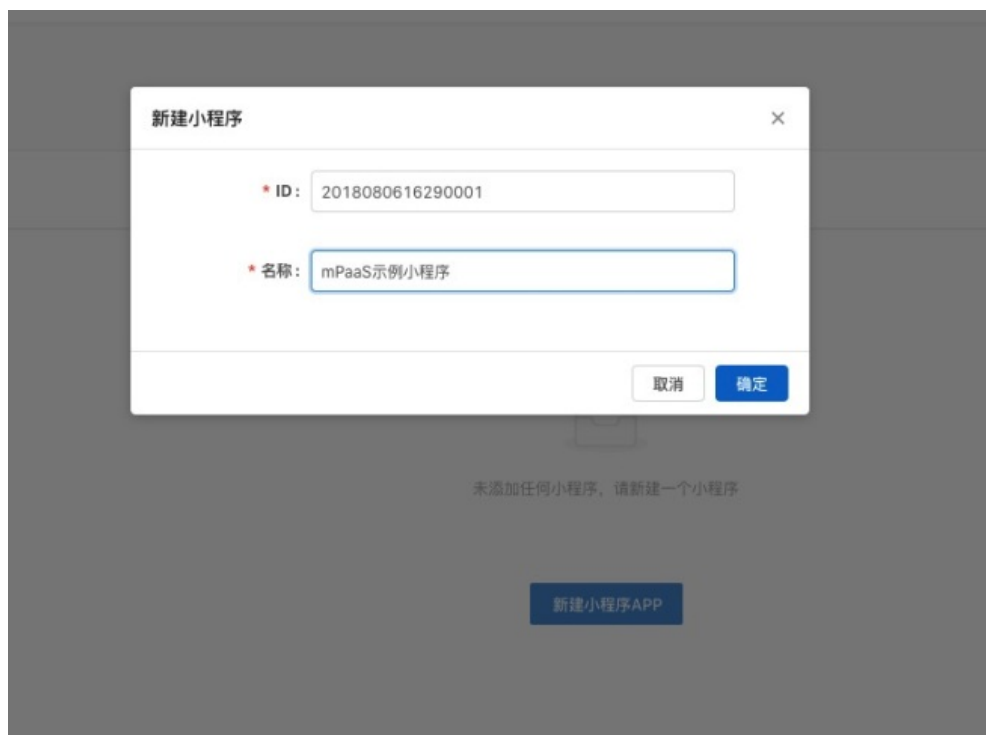 新建小程序
* ID： 2018080616290001
* 名称： mPaaS示例小程序
取消 确定
未添加任何小程序，请新建一个小程序
新建小程序APP